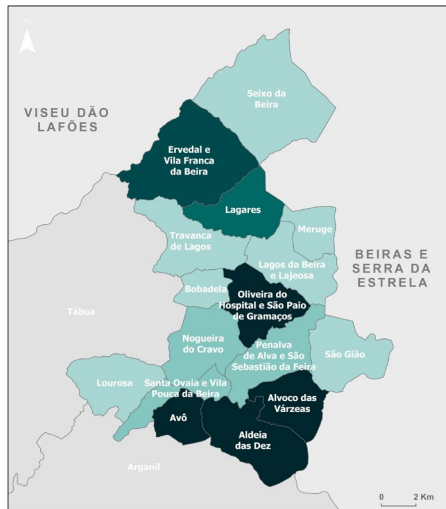 N
Seixo da
Beira
VISEU DÃO
LAFÕES
Ervedal e
Vila Franca
da Beira
Lagares
Meruge
Travanca
de Lagos
BEIRAS E
SERRA DA
ESTRELA
Lagos da Beira
e Lajeosa
Bobadela
Oliveira do
Hospital e São Paio
de Gramaços
Tábua
Nogueira
do Cravo
Penalva
de Alva e São
Sebastião da Feira
São Gião
Lourosa
Santa Ovaia e Vila
Pouca da Beira
Alvoco das
Várzeas
Avô
Aldeia
das Dez
Arganil
0 2 Km